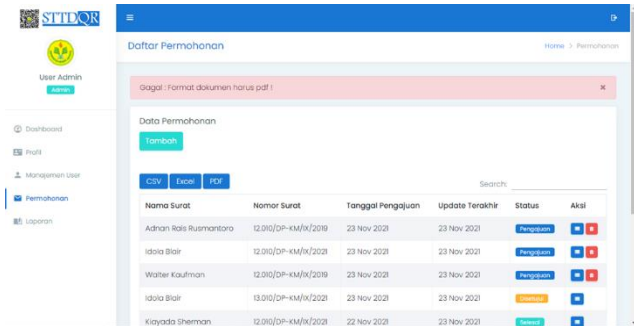 STTDQR
Daftar Permohonan
Home > Permohonan
User Admin
Admin
Gagal : Format dokumen harus pdf !
×
Dashboard
Profil
Manajemen User
Permohonan
Laporan
Data Permohonan
Tambah
CSV Excel PDF
Search:
Nama Surat Nomor Surat Tanggal Pengajuan Update Terakhir Status Aksi
Adnan Rais Rusmantoro 12.010/DP-KM/IX/2019 23 Nov 2021 23 Nov 2021 Pengajuan
Idola Blair 12.010/DP-KM/IX/2019 23 Nov 2021 23 Nov 2021 Pengajuan
Walter Kaufman 12.010/DP-KM/IX/2019 23 Nov 2021 23 Nov 2021 Pengajuan
Idola Blair 13.010/DP-KM/IX/2021 23 Nov 2021 23 Nov 2021
Kiayada Sherman 12.010/DP-KM/IX/2021 22 Nov 2021 23 Nov 2021 Selesai